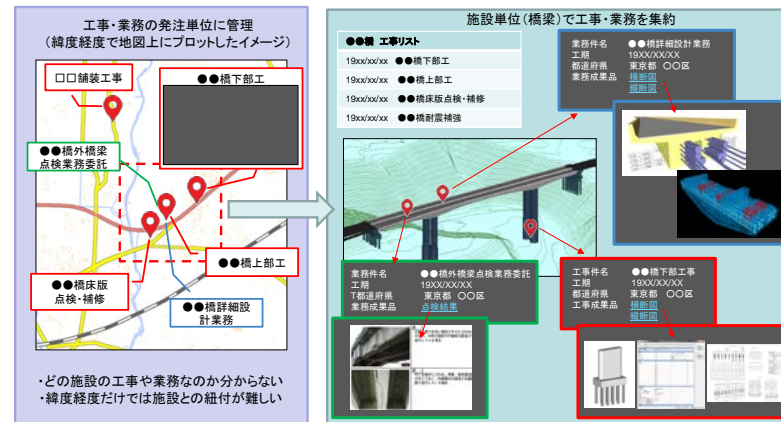 工事・業務の発注単位に管理
（緯度経度で地図上にプロットしたイメージ）
□□舗装工事
●●橋下部工
●●橋外橋梁
点検業務委託
●●橋上部工
●●橋床版
点検・補修
●●橋詳細設
計業務
・どの施設の工事や業務なのか分からない
・緯度経度だけでは施設との紐付が難しい
施設単位（橋梁）で工事・業務を集約
●●橋 工事リスト
19xx/xx/xx ●●橋下部工
19xx/xx/xx ●●橋上部工
19xx/xx/xx ●●橋床版点検・補修
19xx/xx/xx ●●橋耐震補強
業務件名 ●●橋詳細設計業務
工期 19XX/XX/XX
都道府県 東京都 〇〇区
業務成果品 横断図
縦断図
業務件名 ●●橋外橋梁点検業務委託
工期 19XX/XX/XX
T都道府県 東京都 〇〇区
業務成果品 点検結果
工事件名 ●●橋下部工事
工期 19XX/XX/XX
都道府県 東京都 〇〇区
工事成果品 横断図
縦断図